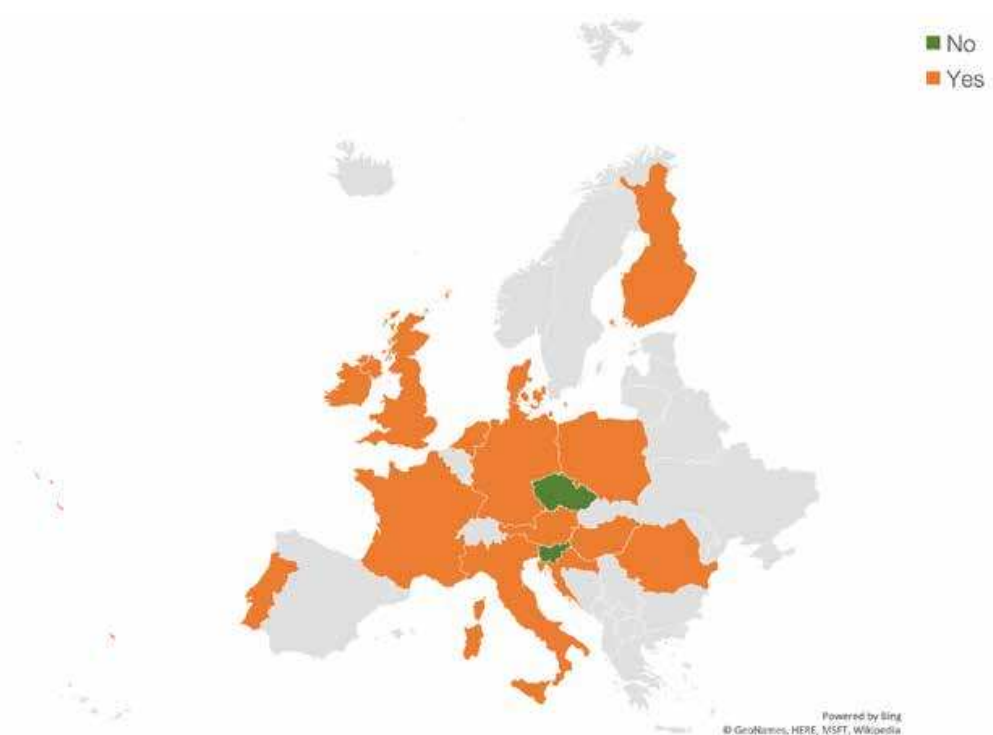 No
Yes
Powered by Bing
© GeoNames, HERE, MSFT, Wikipedia